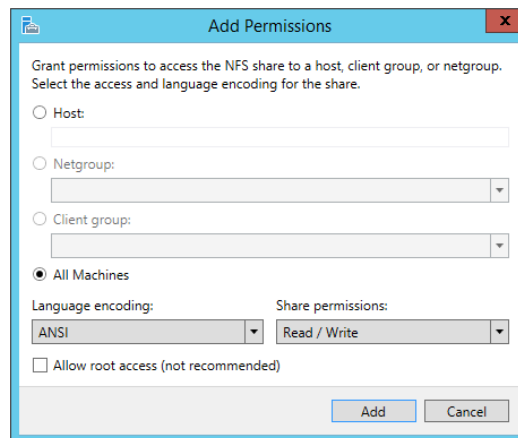 Add Permissions
x
Grant permissions to access the NFS share to a host, client group, or netgroup.
Select the access and language encoding for the share.
Host:
Netgroup:
Client group:
All Machines
Language encoding: Share permissions:
ANSI Read / Write
Allow root access (not recommended)
Add Cancel